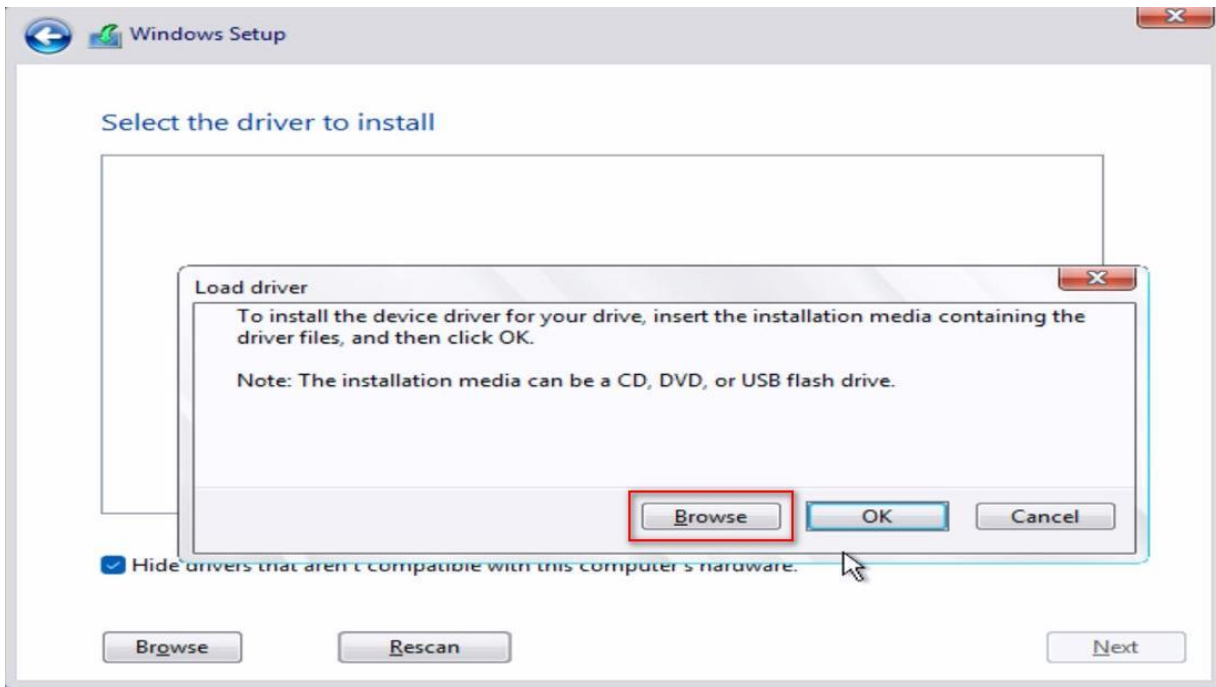 Windows Setup
Select the driver to install
Load driver
To install the device driver for your drive, insert the installation media containing the
driver files, and then click OK.
Note: The installation media can be a CD, DVD, or USB flash drive.
Browse OK Cancel
Hide drivers that aren't compatible with this computer's hardware.
Browse Rescan Next